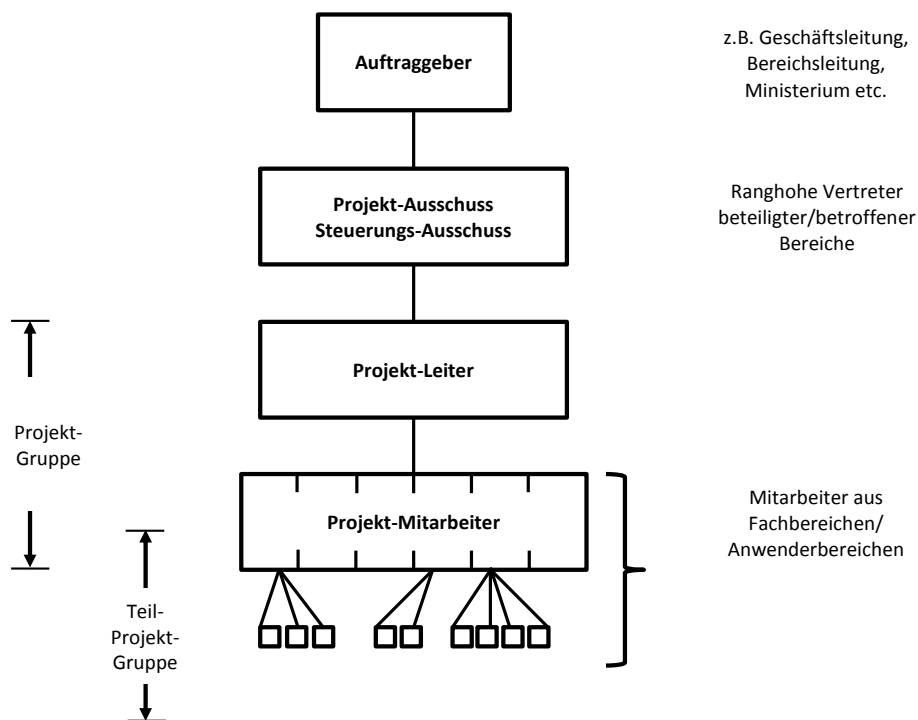 Auftraggeber
z.B. Geschäftsleitung,
Bereichsleitung,
Ministerium etc.
Projekt-Ausschuss
Steuerungs-Ausschuss
Ranghohe Vertreter
beteiligter/betroffener
Bereiche
Projekt-Leiter
Projekt-
Gruppe
Projekt-Mitarbeiter
Mitarbeiter aus
Fachbereichen/
Anwenderbereichen
Teil-
Projekt-
Gruppe